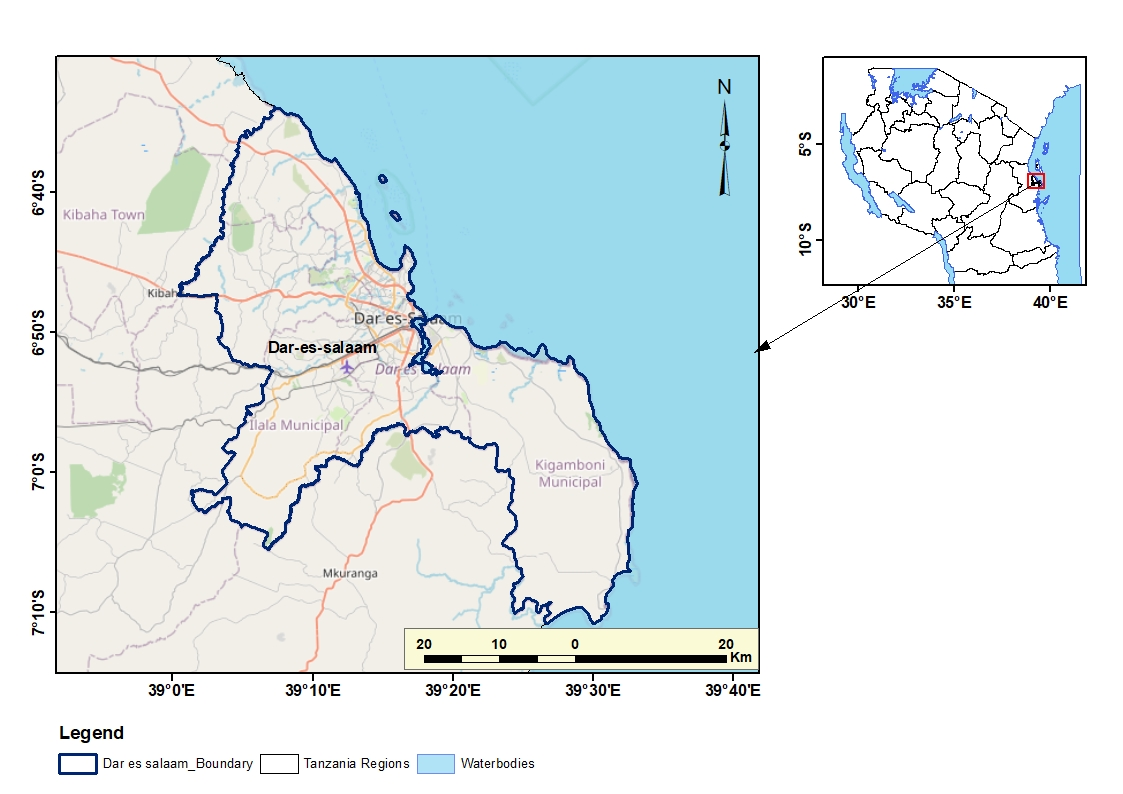 N
6°40'S
6°50'S
7°0'S
7°10'S
Kibaha Town
Kibah
Dar-es-Salaam
Dar-es-salaam
Dar es Salaam
Ilala Municipal
Kigamboni
Municipal
Mkuranga
20 10 0 20
Km
39°0'E 39°10'E 39°20'E 39°30'E 39°40'E
5°S
10°S
30°E 35°E 40°E
Legend
Dar es salaam_Boundary Tanzania Regions Waterbodies